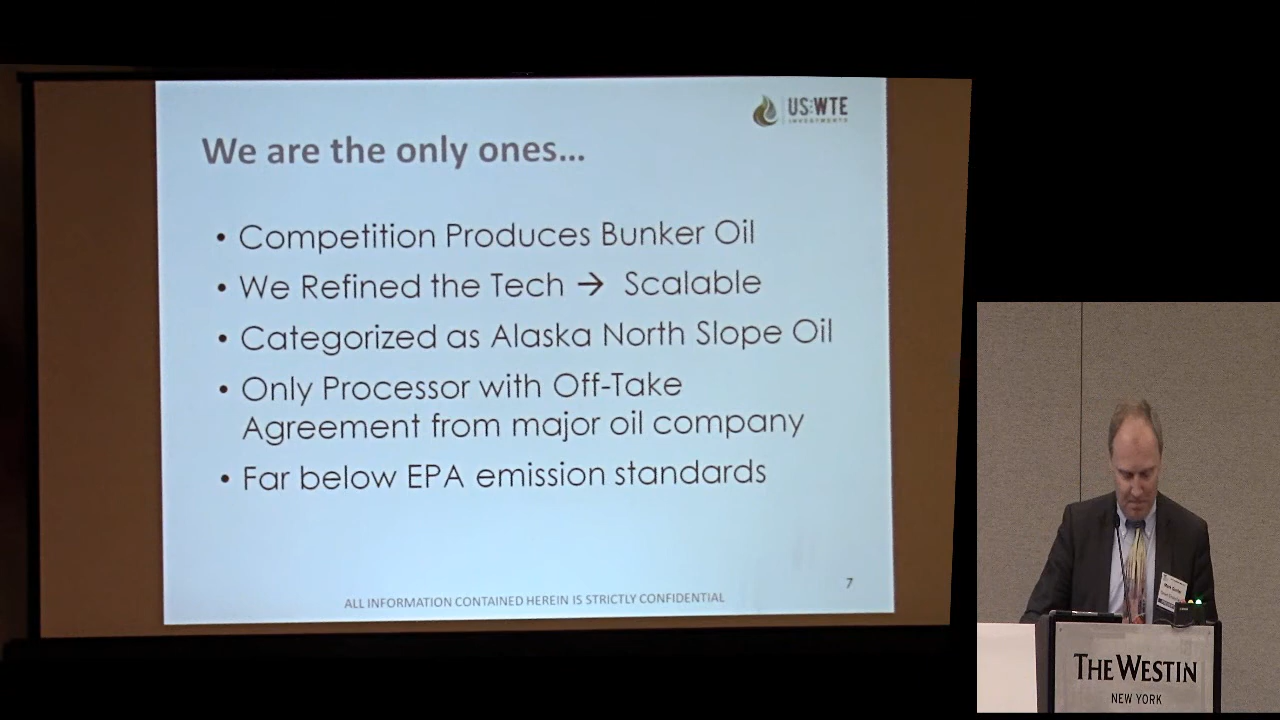 US:WTE
INVESTMENTS
We are the only ones...
• Competition Produces Bunker Oil
• We Refined the Tech → Scalable
• Categorized as Alaska North Slope Oil
• Only Processor with Off-Take
Agreement from major oil company
• Far below EPA emission standards
7
ALL INFORMATION CONTAINED HEREIN IS STRICTLY CONFIDENTIAL
THE WESTIN
NEW YORK